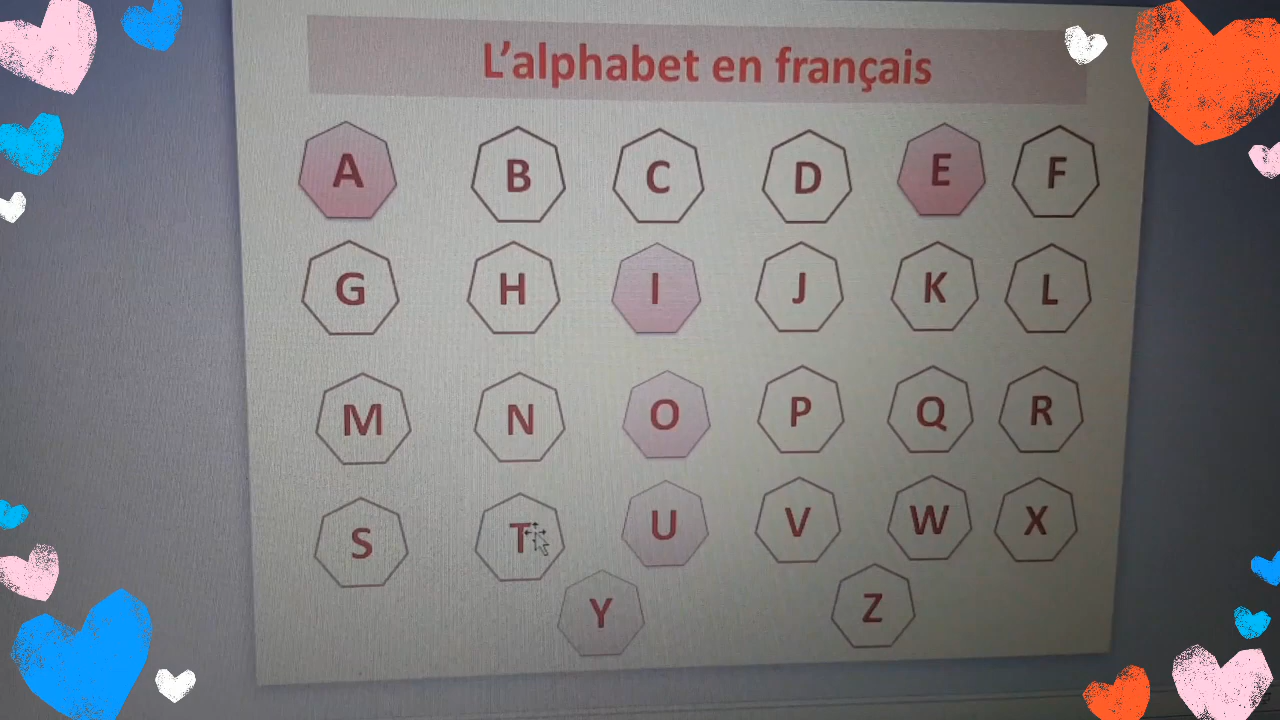 L'alphabet en français
A B C D E F
G H I J K L
M N O P Q R
S T U V W X
Y Z